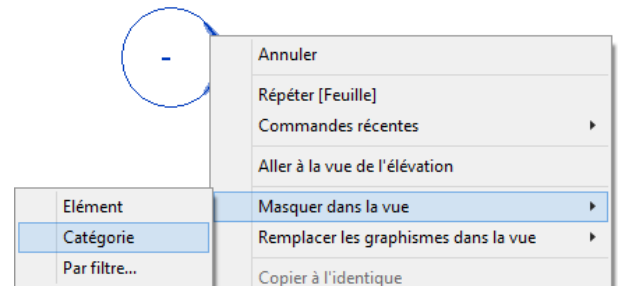 -
Annuler
Répéter [Feuille]
Commandes récentes
Aller à la vue de l'élévation
Masquer dans la vue
Remplacer les graphismes dans la vue
Copier à l'identique
Elément
Catégorie
Par filtre...